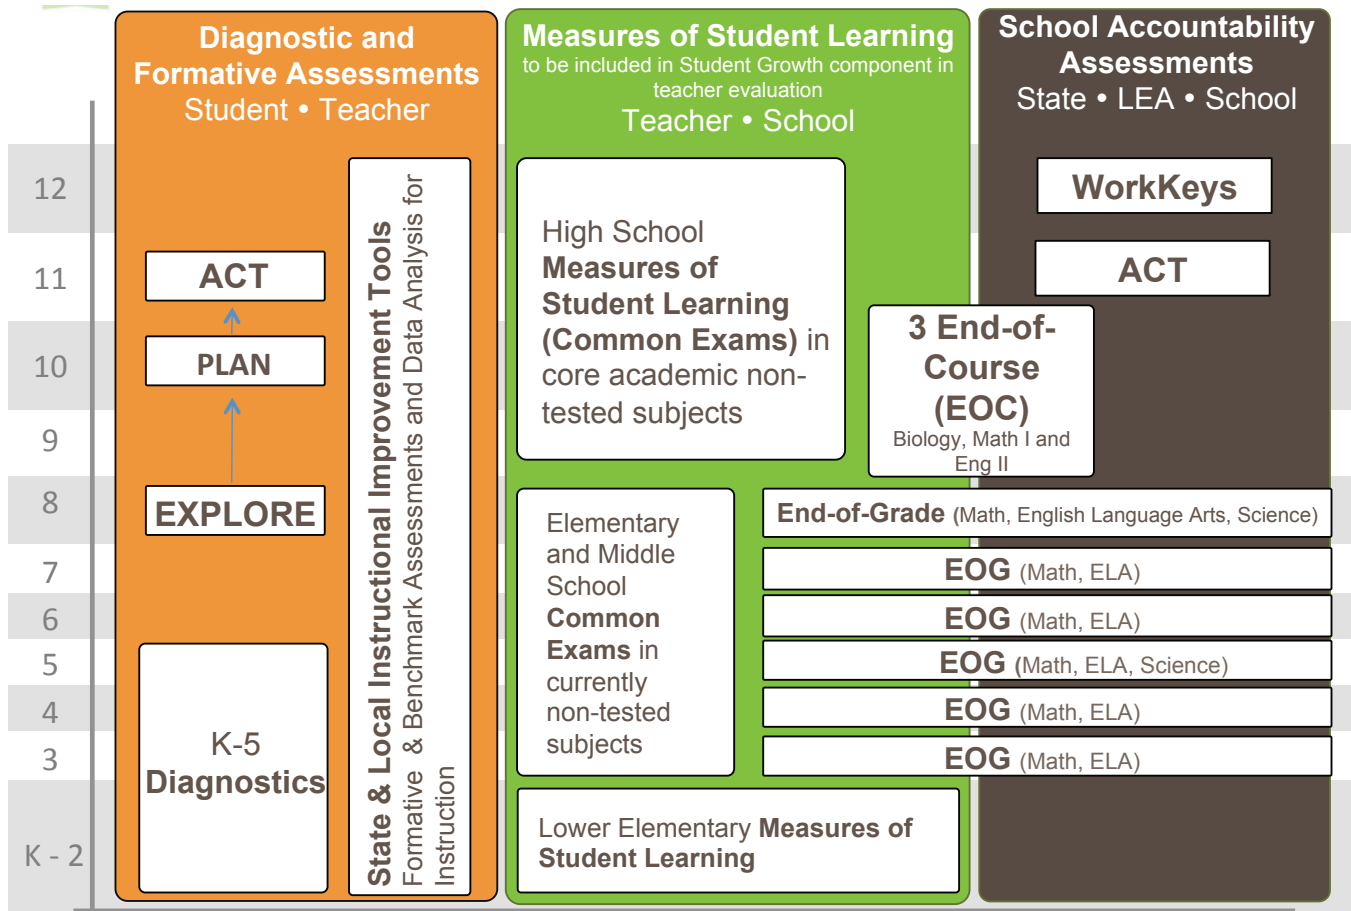 Diagnostic and
Formative Assessments
Student • Teacher
Measures of Student Learning
to be included in Student Growth component in
teacher evaluation
Teacher • School
School Accountability
Assessments
State • LEA • School
12
11
10
9
8
7
6
5
4
3
K - 2
ACT
PLAN
EXPLORE
K-5
Diagnostics
State & Local Instructional Improvement Tools
Formative & Benchmark Assessments and Data Analysis for
Instruction
High School
Measures of
Student Learning
(Common Exams) in
core academic non-
tested subjects
Elementary
and Middle
School
Common
Exams in
currently
non-tested
subjects
Lower Elementary Measures of
Student Learning
WorkKeys
ACT
3 End-of-
Course
(EOC)
Biology, Math I and
Eng II
End-of-Grade (Math, English Language Arts, Science)
EOG (Math, ELA)
EOG (Math, ELA)
EOG (Math, ELA, Science)
EOG (Math, ELA)
EOG (Math, ELA)